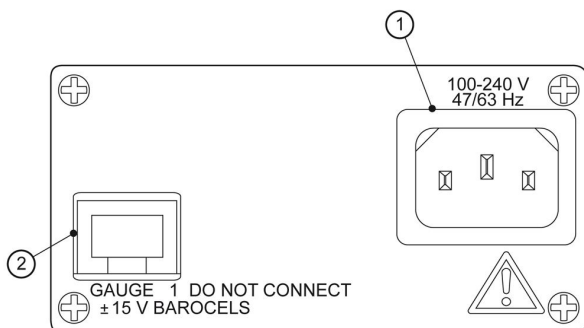 1
100-240 V
47/63 Hz
2
GAUGE 1 DO NOT CONNECT
± 15 V BAROCELS